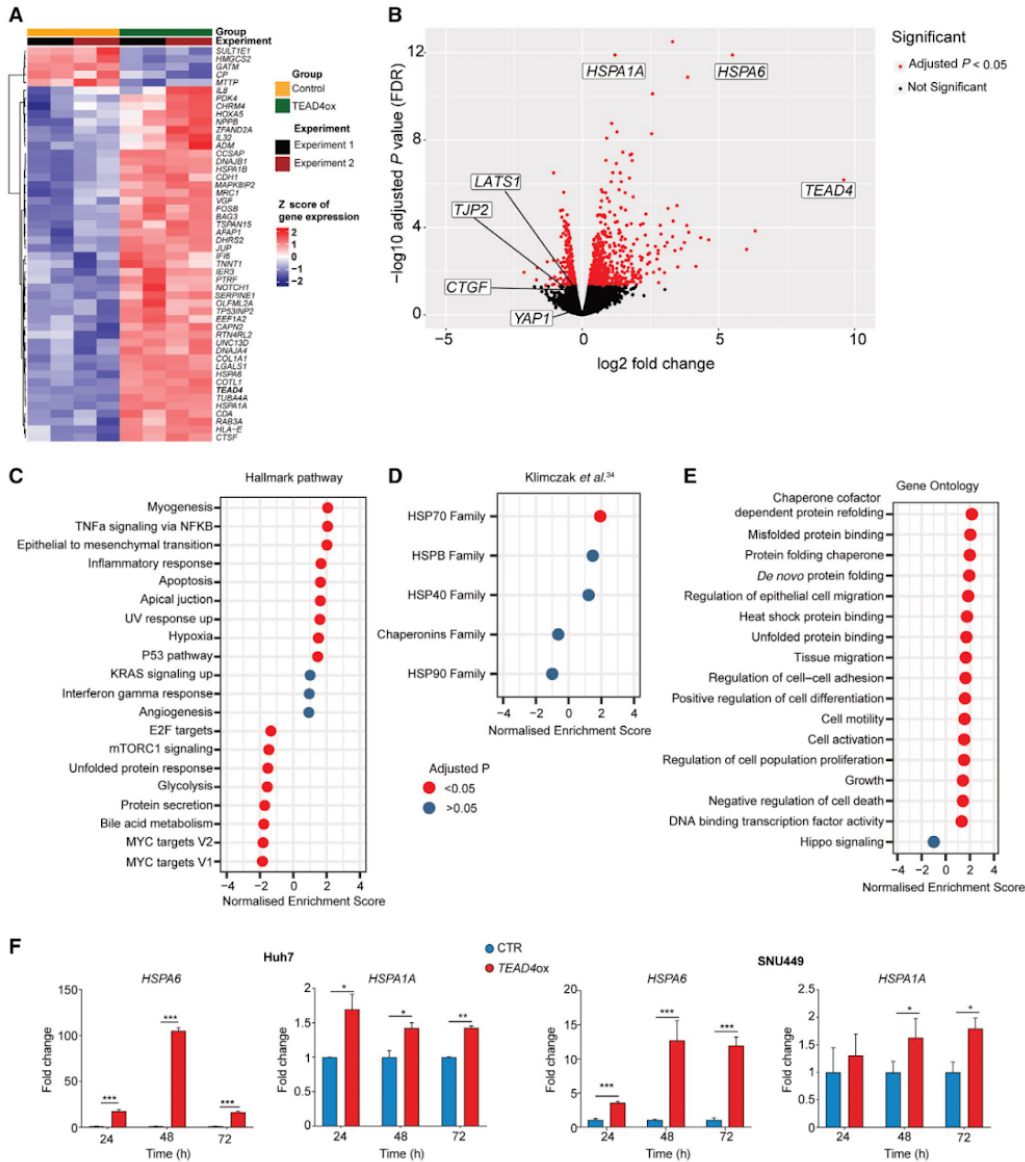 A
Group
Experiment
SULT1E1
HMGCS2
GATM
CP
MTTP
IL8
PDK4
CHRM4
HOXA5
NPPB
ZFAND2A
IL32
ADM
CCSAP
DNAJB1
HSPA1B
CDH1
MAPK8IP2
MRC1
VGF
FOSB
BAG3
TSPAN15
AFAP1
DHRS2
JUP
IFI6
TNNT1
IER3
PTRF
NOTCH1
SERPINE1
OLFML2A
TP53INP2
EEF1A2
CAPN2
RTN4RL2
UNC13D
DNAJA4
COL1A1
LGALS1
HSPA6
COTL1
TEAD4
TUBA4A
HSPA1A
CDA
RAB3A
HLA-E
CTSF
Group
Control
TEAD4ox
Experiment
Experiment 1
Experiment 2
Z score of
gene expression
2
1
0
−1
−2
B
−log10 adjusted P value (FDR)
12
8
4
0
HSPA1A
HSPA6
LATS1
TJP2
TEAD4
CTGF
YAP1
−5
0
5
10
log2 fold change
Significant
Adjusted P < 0.05
Not Significant
C
Hallmark pathway
Myogenesis
TNFa signaling via NFKB
Epithelial to mesenchymal transition
Inflammatory response
Apoptosis
Apical juction
UV response up
Hypoxia
P53 pathway
KRAS signaling up
Interferon gamma response
Angiogenesis
E2F targets
mTORC1 signaling
Unfolded protein response
Glycolysis
Protein secretion
Bile acid metabolism
MYC targets V2
MYC targets V1
−4 −2 0 2 4
Normalised Enrichment Score
D
Klimczak et al.34
HSP70 Family
HSPB Family
HSP40 Family
Chaperonins Family
HSP90 Family
−4 −2 0 2 4
Normalised Enrichment Score
Adjusted P
<0.05
>0.05
E
Gene Ontology
Chaperone cofactor
dependent protein refolding
Misfolded protein binding
Protein folding chaperone
De novo protein folding
Regulation of epithelial cell migration
Heat shock protein binding
Unfolded protein binding
Tissue migration
Regulation of cell−cell adhesion
Positive regulation of cell differentiation
Cell motility
Cell activation
Regulation of cell population proliferation
Growth
Negative regulation of cell death
DNA binding transcription factor activity
Hippo signaling
−4 −2 0 2 4
Normalised Enrichment Score
F
Huh7
CTR
TEAD4ox
SNU449
HSPA6
Fold change
150
100
50
0
***
***
***
24 48 72
Time (h)
HSPA1A
Fold change
2
1.5
1
0.5
0
*
*
**
24 48 72
Time (h)
HSPA6
Fold change
20
15
10
5
0
***
***
***
24 48 72
Time (h)
HSPA1A
Fold change
2.5
2
1.5
1
0.5
0
*
*
24 48 72
Time (h)